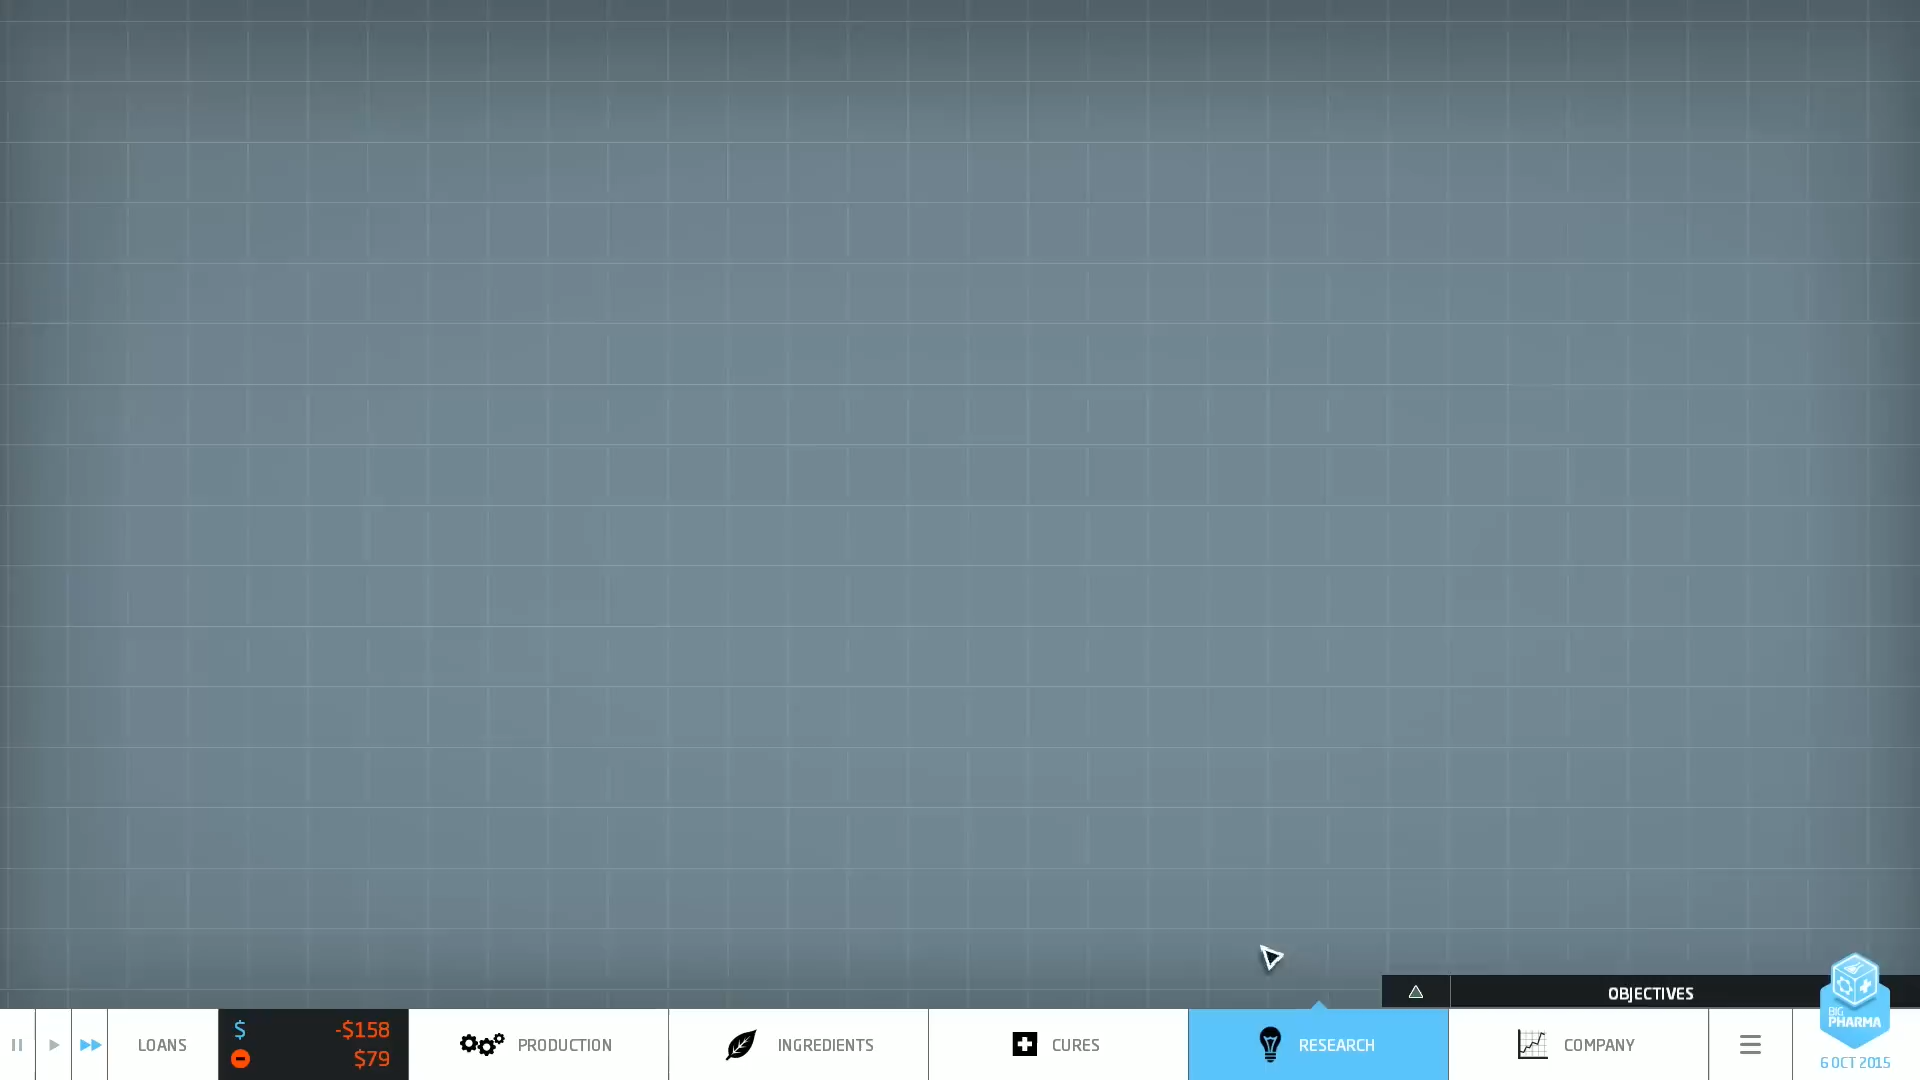 OBJECTIVES
LOANS
$ -$158
$79
PRODUCTION
INGREDIENTS
CURES
RESEARCH
COMPANY
BIG
PHARMA
6 OCT 2015